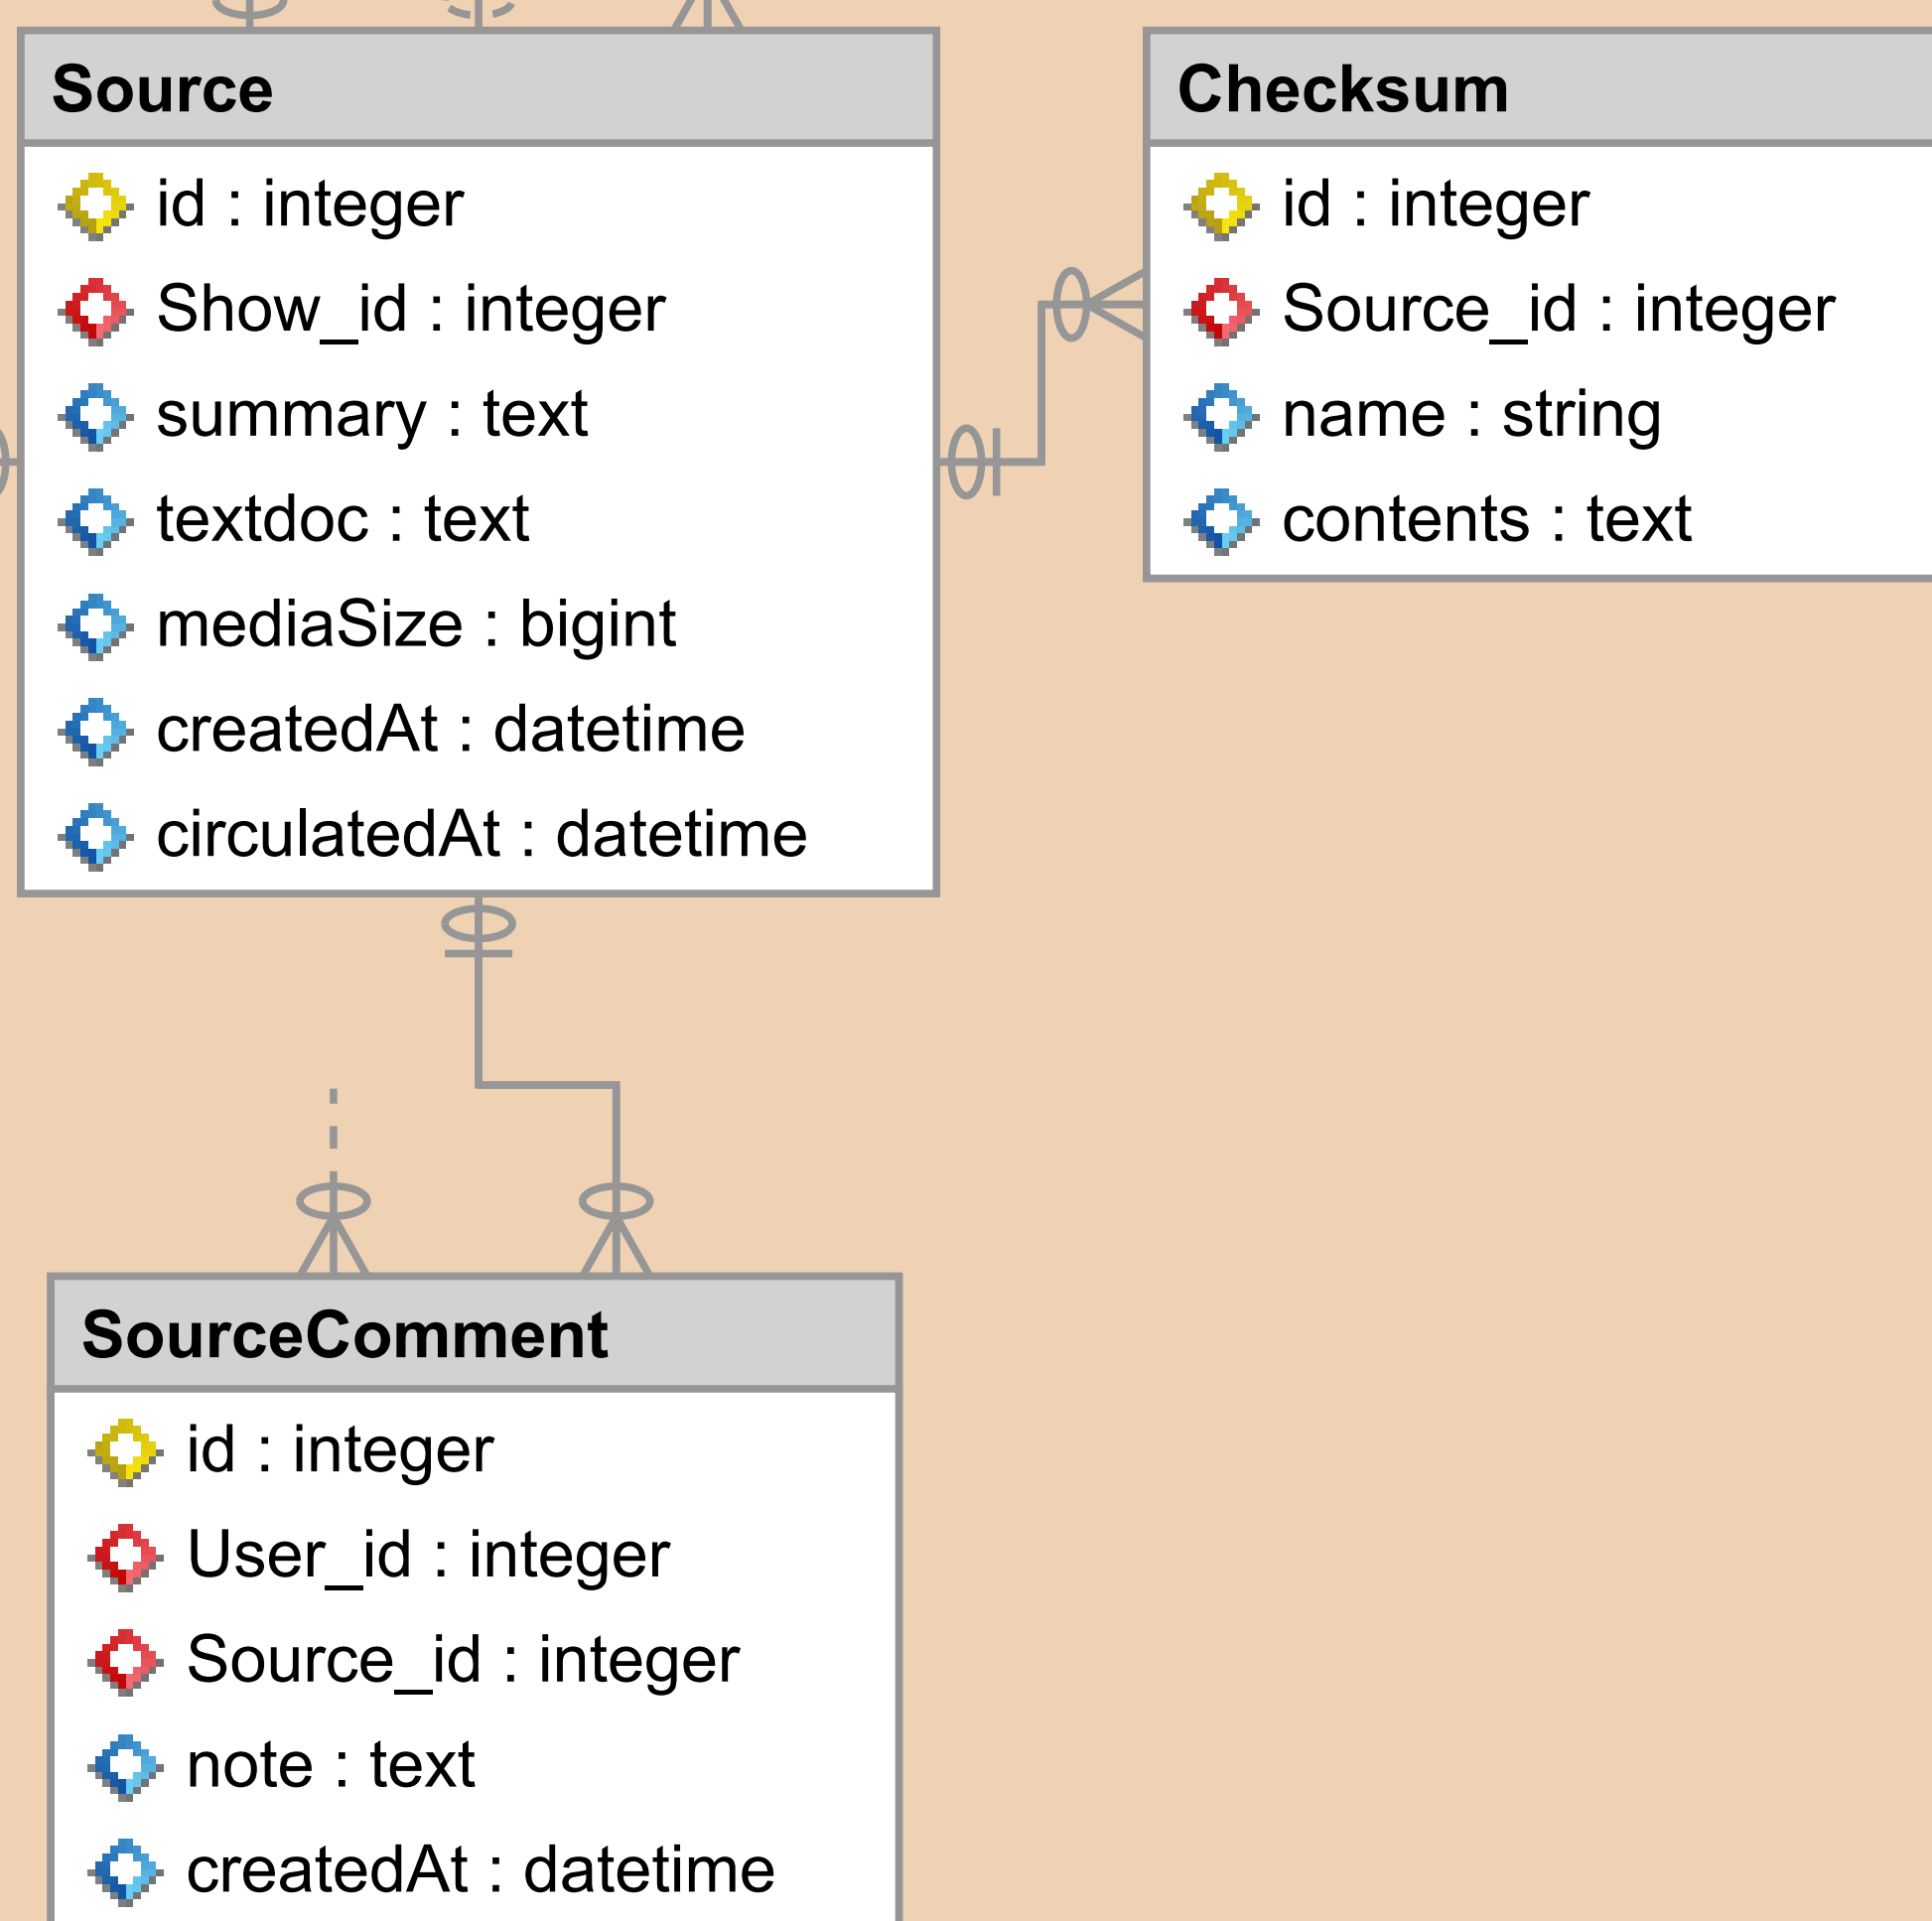 Source
id : integer
Show_id : integer
summary : text
textdoc : text
mediaSize : bigint
createdAt : datetime
circulatedAt : datetime
Checksum
id : integer
Source_id : integer
name : string
contents : text
SourceComment
id : integer
User_id : integer
Source_id : integer
note : text
createdAt : datetime